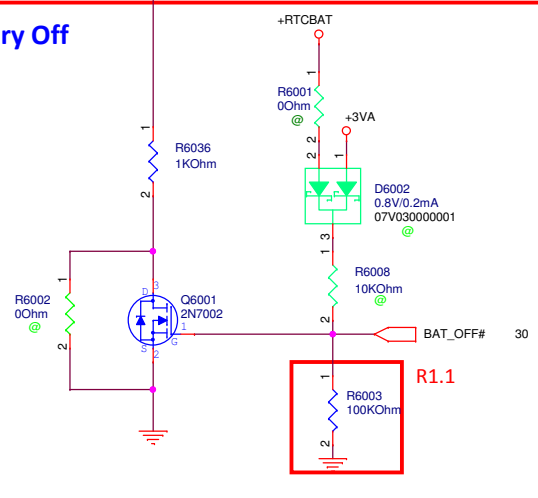 ry Off
+RTCBAT
1
R6001
0Ohm
@
2
+3VA
2
1
D6002
0.8V/0.2mA
07V030000001
@
3
1
R6008
10KOhm
@
2
1
R6036
1KOhm
2
1
R6002
0Ohm
@
2
D
3
Q6001
2N7002
1
G
S
2
BAT_OFF# 30
R1.1
1
R6003
100KOhm
2